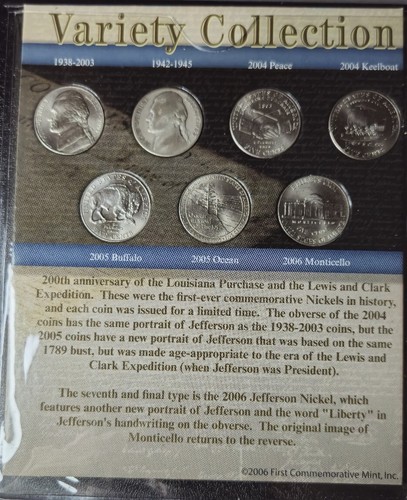 Variety Collection
1938-2003 1942-1945 2004 Peace 2004 Keelboat
2005 Buffalo 2005 Ocean 2006 Monticello
200th anniversary of the Louisiana Purchase and the Lewis and Clark
Expedition. These were the first-ever commemorative Nickels in history,
and each coin was issued for a limited time. The obverse of the 2004
coins has the same portrait of Jefferson as the 1938-2003 coins, but the
2005 coins have a new portrait of Jefferson that was based on the same
1789 bust, but was made age-appropriate to the era of the Lewis and
Clark Expedition (when Jefferson was President).
The seventh and final type is the 2006 Jefferson Nickel, which
features another new portrait of Jefferson and the word "Liberty" in
Jefferson's handwriting on the obverse. The original image of
Monticello returns to the reverse.
©2006 First Commemorative Mint, Inc.